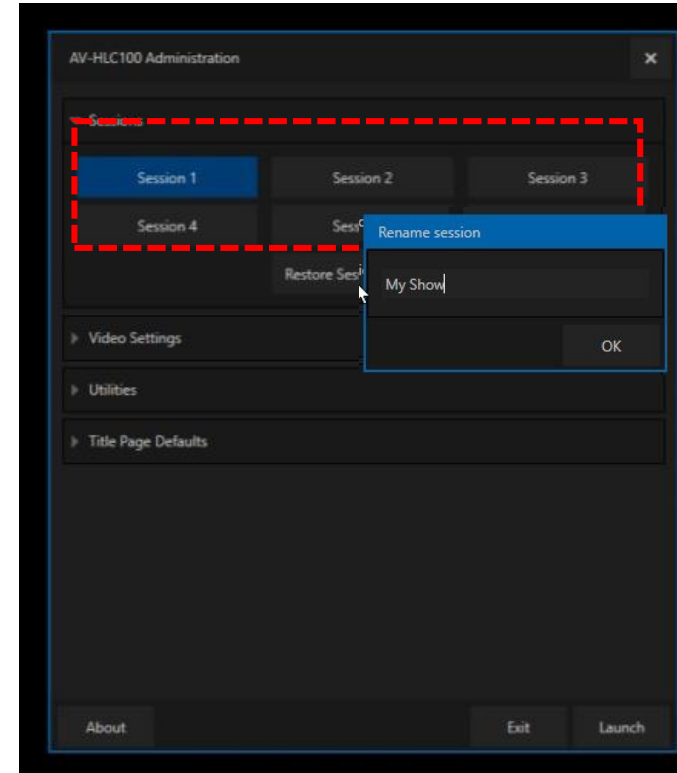 AV-HLC100 Administration
Sessions
Session 1
Session 2
Session 3
Session 4
Rename session
Restore
My Show
Video Settings
OK
Utilities
Title Page Defaults
About
Exit
Launch